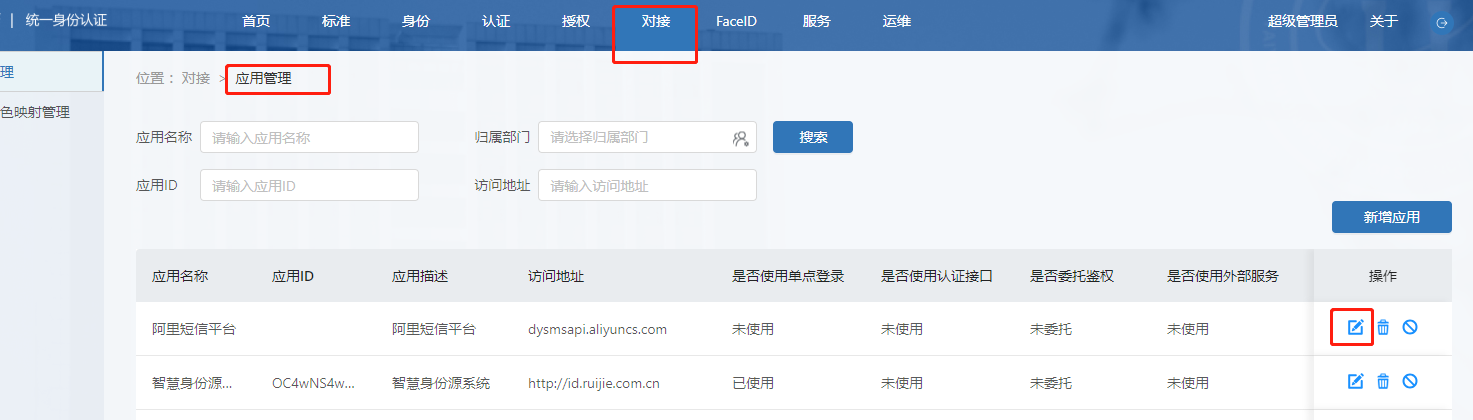 统一身份认证 首页 标准 身份 认证 授权 对接 FaceID 服务 运维 超级管理员 关于
理
位置： 对接 > 应用管理
色映射管理
应用名称 请输入应用名称 归属部门 请选择归属部门 搜索
应用ID 请输入应用ID 访问地址 请输入访问地址
新增应用
应用名称 应用ID 应用描述 访问地址 是否使用单点登录 是否使用认证接口 是否委托鉴权 是否使用外部服务 操作
阿里短信平台 阿里短信平台 dysmsapi.aliyuncs.com 未使用 未使用 未委托 未使用
智慧身份源... OC4wNS4w... 智慧身份源系统 http://id.ruijie.com.cn 已使用 未使用 未委托 未使用